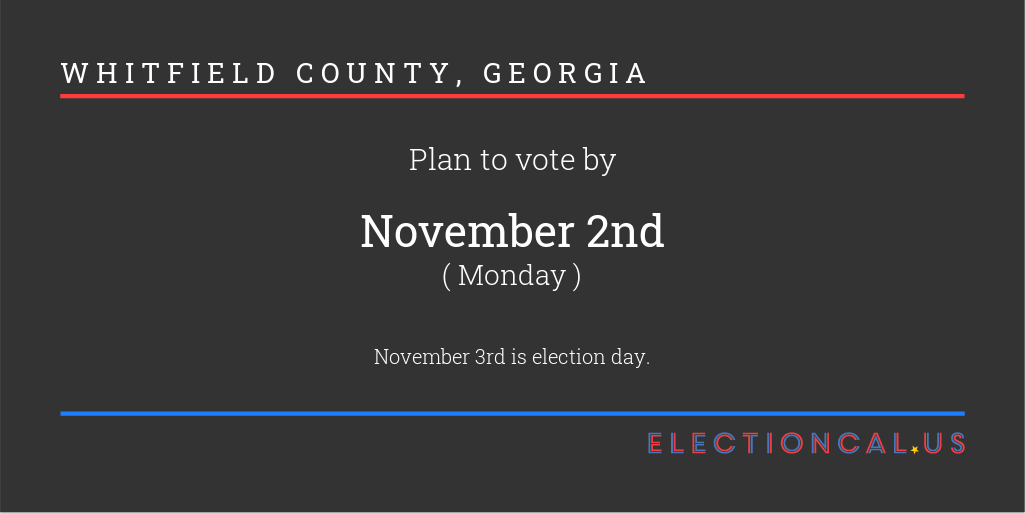 WHITFIELD COUNTY, GEORGIA
Plan to vote by
November 2nd
( Monday )
November 3rd is election day.
ELECTIONCAL.US